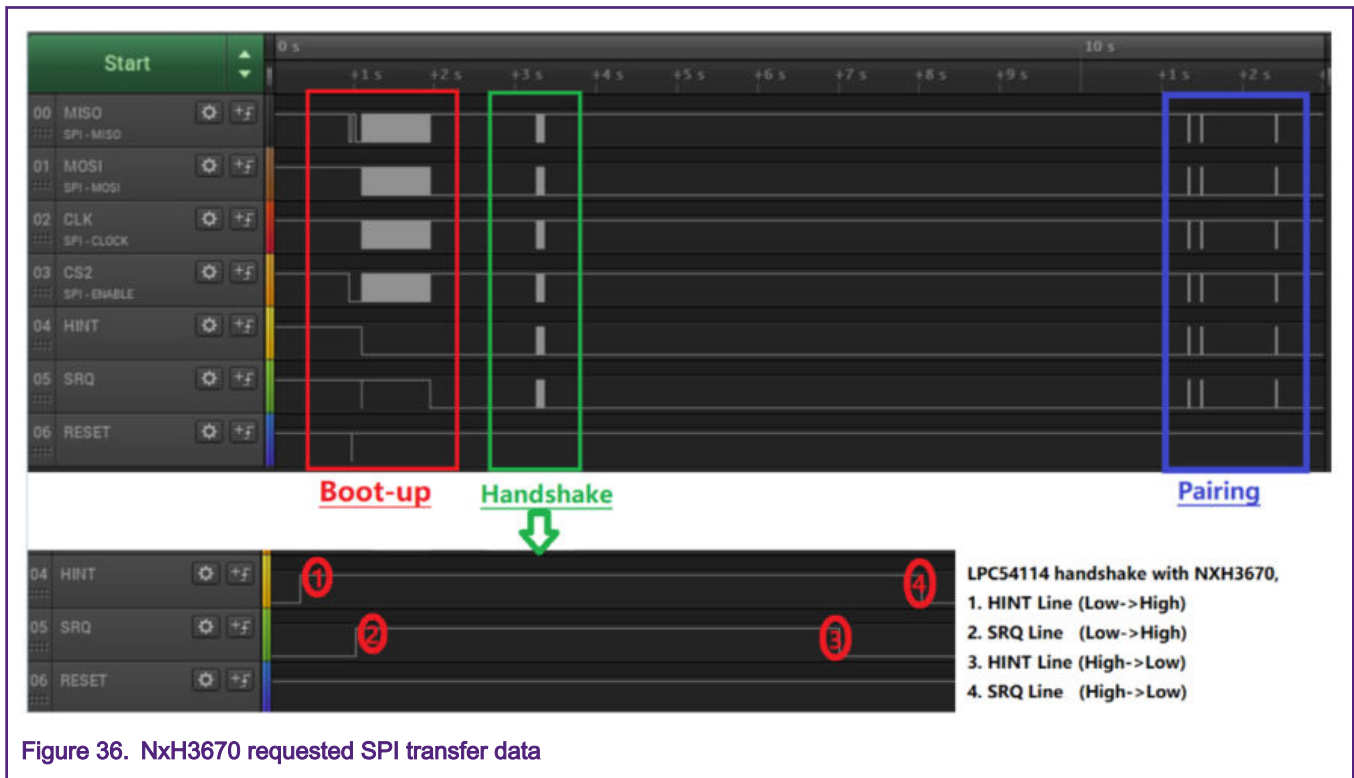 Start
0 s
10 s
+1 s
+2 s
+3 s
+4 s
+5 s
+6 s
+7 s
+8 s
+9 s
+1 s
+2 s
00 MISO
SPI - MISO
01 MOSI
SPI - MOSI
02 CLK
SPI - CLOCK
03 CS2
SPI - ENABLE
04 HINT
05 SRQ
06 RESET
Boot-up
Handshake
Pairing
04 HINT
05 SRQ
06 RESET
1
2
3
4
LPC54114 handshake with NXH3670,
1. HINT Line (Low->High)
2. SRQ Line (Low->High)
3. HINT Line (High->Low)
4. SRQ Line (High->Low)
Figure 36. NxH3670 requested SPI transfer data